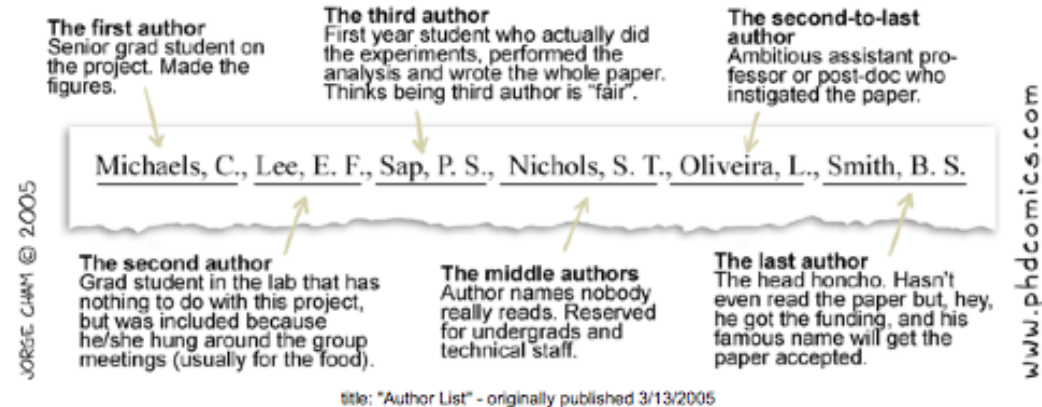 The first author
Senior grad student on
the project. Made the
figures.
The third author
First year student who actually did
the experiments, performed the
analysis and wrote the whole paper.
Thinks being third author is "fair".
The second-to-last
author
Ambitious assistant pro-
fessor or post-doc who
instigated the paper.
Michaels, C., Lee, E. F., Sap, P. S., Nichols, S. T., Oliveira, L., Smith, B. S.
The second author
Grad student in the lab that has
nothing to do with this project,
but was included because
he/she hung around the group
meetings (usually for the food).
The middle authors
Author names nobody
really reads. Reserved
for undergrads and
technical staff.
The last author
The head honcho. Hasn't
even read the paper but, hey,
he got the funding, and his
famous name will get the
paper accepted.
JORGE CHAM © 2005
www.phdcomics.com
title: "Author List" - originally published 3/13/2005